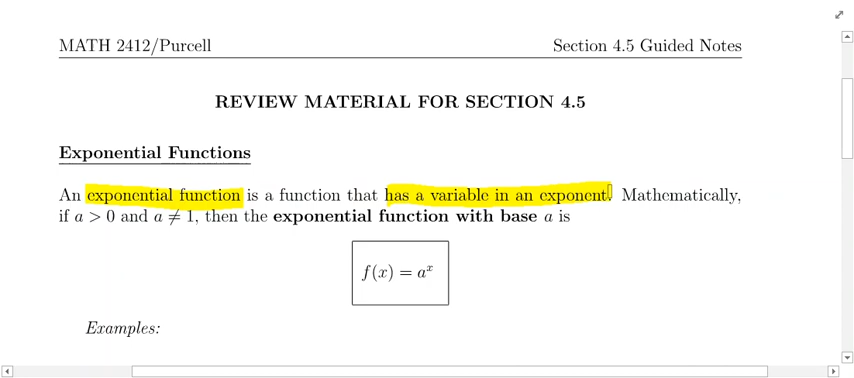 MATH 2412/Purcell Section 4.5 Guided Notes
REVIEW MATERIAL FOR SECTION 4.5
Exponential Functions
An exponential function is a function that has a variable in an exponent. Mathematically,
if a > 0 and a ≠ 1, then the exponential function with base a is
f(x) = aˣ
Examples: